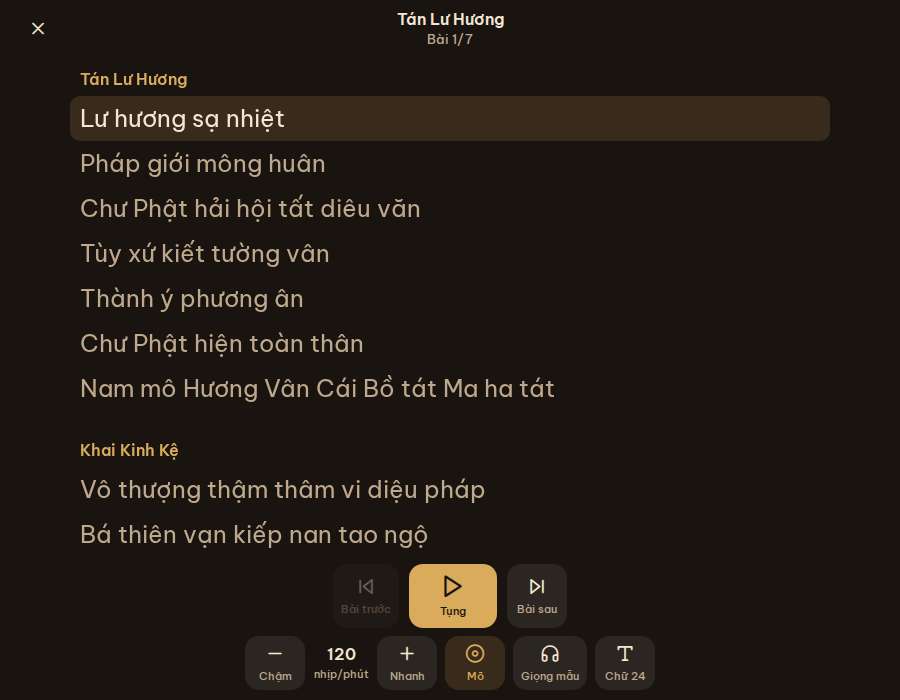 Tán Lư Hương
Bài 1/7
Tán Lư Hương
Lư hương sạ nhiệt
Pháp giới mông huân
Chư Phật hải hội tất diêu văn
Tùy xứ kiết tường vân
Thành ý phương ân
Chư Phật hiện toàn thân
Nam mô Hương Vân Cái Bồ tát Ma ha tát
Khai Kinh Kệ
Vô thượng thậm thâm vi diệu pháp
Bá thiên vạn kiếp nan tao ngộ
Bài trước
Tụng
Bài sau
Chậm
120
nhịp/phút
Nhanh
Mõ
Giọng mẫu
Chữ 24